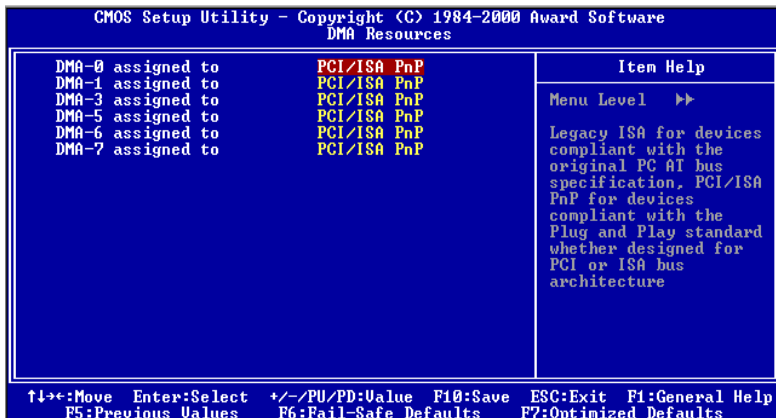 CMOS Setup Utility - Copyright (C) 1984-2000 Award Software
DMA Resources
DMA-0 assigned to PCI/ISA PnP
DMA-1 assigned to PCI/ISA PnP
DMA-3 assigned to PCI/ISA PnP
DMA-5 assigned to PCI/ISA PnP
DMA-6 assigned to PCI/ISA PnP
DMA-7 assigned to PCI/ISA PnP
Item Help
Menu Level ►►
Legacy ISA for devices
compliant with the
original PC AT bus
specification, PCI/ISA
PnP for devices
compliant with the
Plug and Play standard
whether designed for
PCI or ISA bus
architecture
↑↓→←:Move Enter:Select +/-/PU/PD:Value F10:Save ESC:Exit F1:General Help
F5:Previous Values F6:Fail-Safe Defaults F7:Optimized Defaults